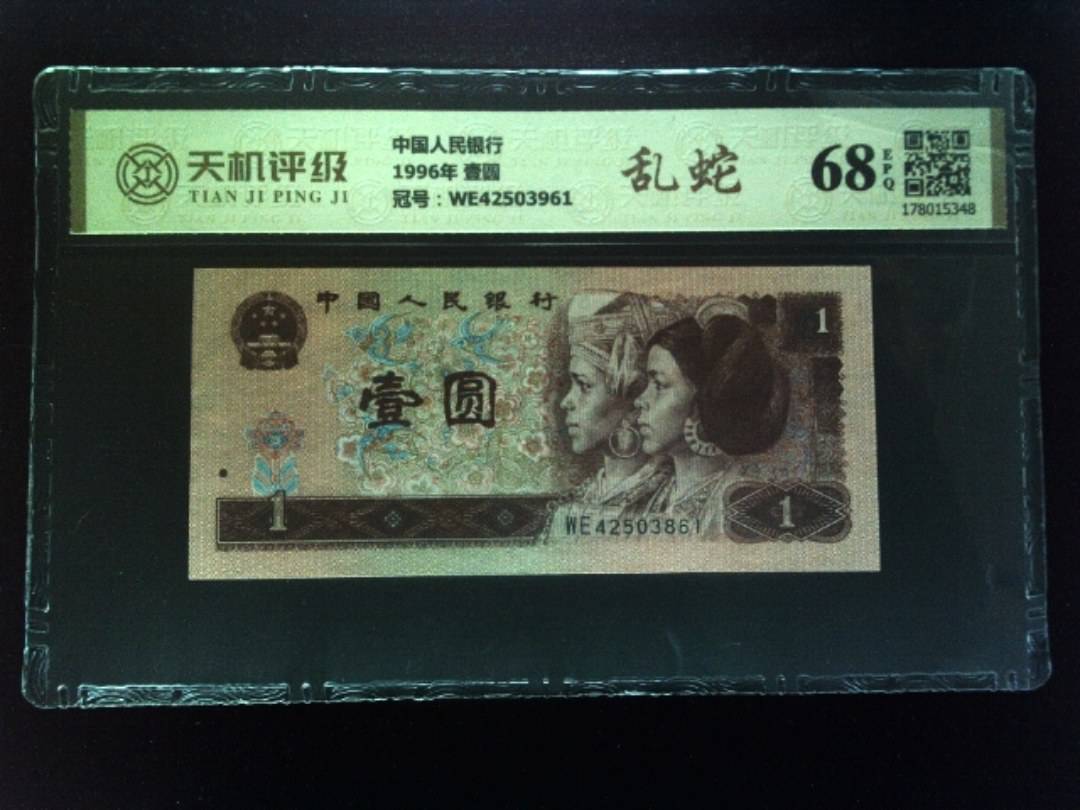 天机评级
TIAN JI PING JI
中国人民银行
1996年 壹圆
冠号：WE42503961
乱蛇
68
EPQ
178015348
中國人民银行
1
壹圆
1
WE42503861
1